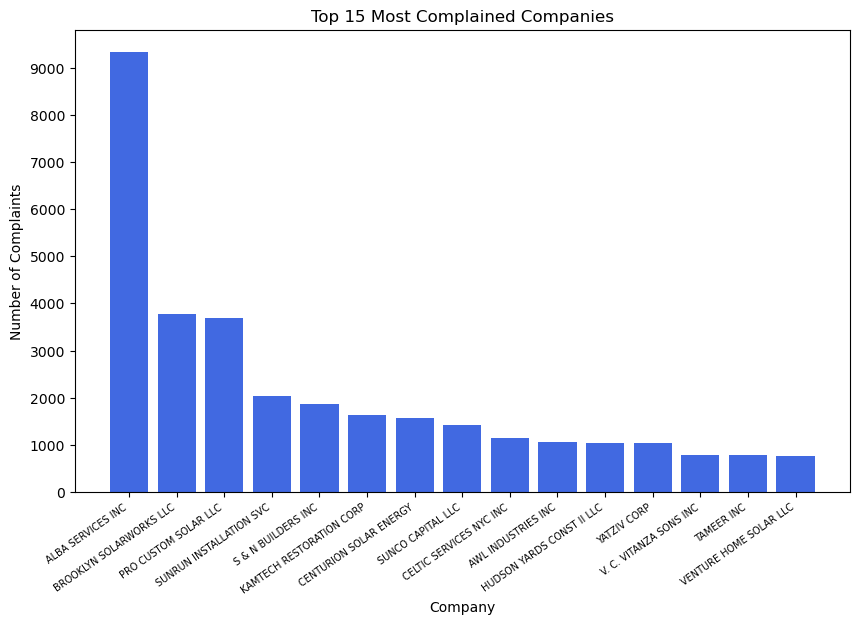 Top 15 Most Complained Companies
Number of Complaints
9000
8000
7000
6000
5000
4000
3000
2000
1000
0
ALBA SERVICES INC
BROOKLYN SOLARWORKS LLC
PRO CUSTOM SOLAR LLC
SUNRUN INSTALLATION SVC
S & N BUILDERS INC
KAMTECH RESTORATION CORP
CENTURION SOLAR ENERGY
SUNCO CAPITAL LLC
CELTIC SERVICES NYC INC
AWL INDUSTRIES INC
HUDSON YARDS CONST II LLC
YATZIV CORP
V. C. VITANZA SONS INC
TAMEER INC
VENTURE HOME SOLAR LLC
Company